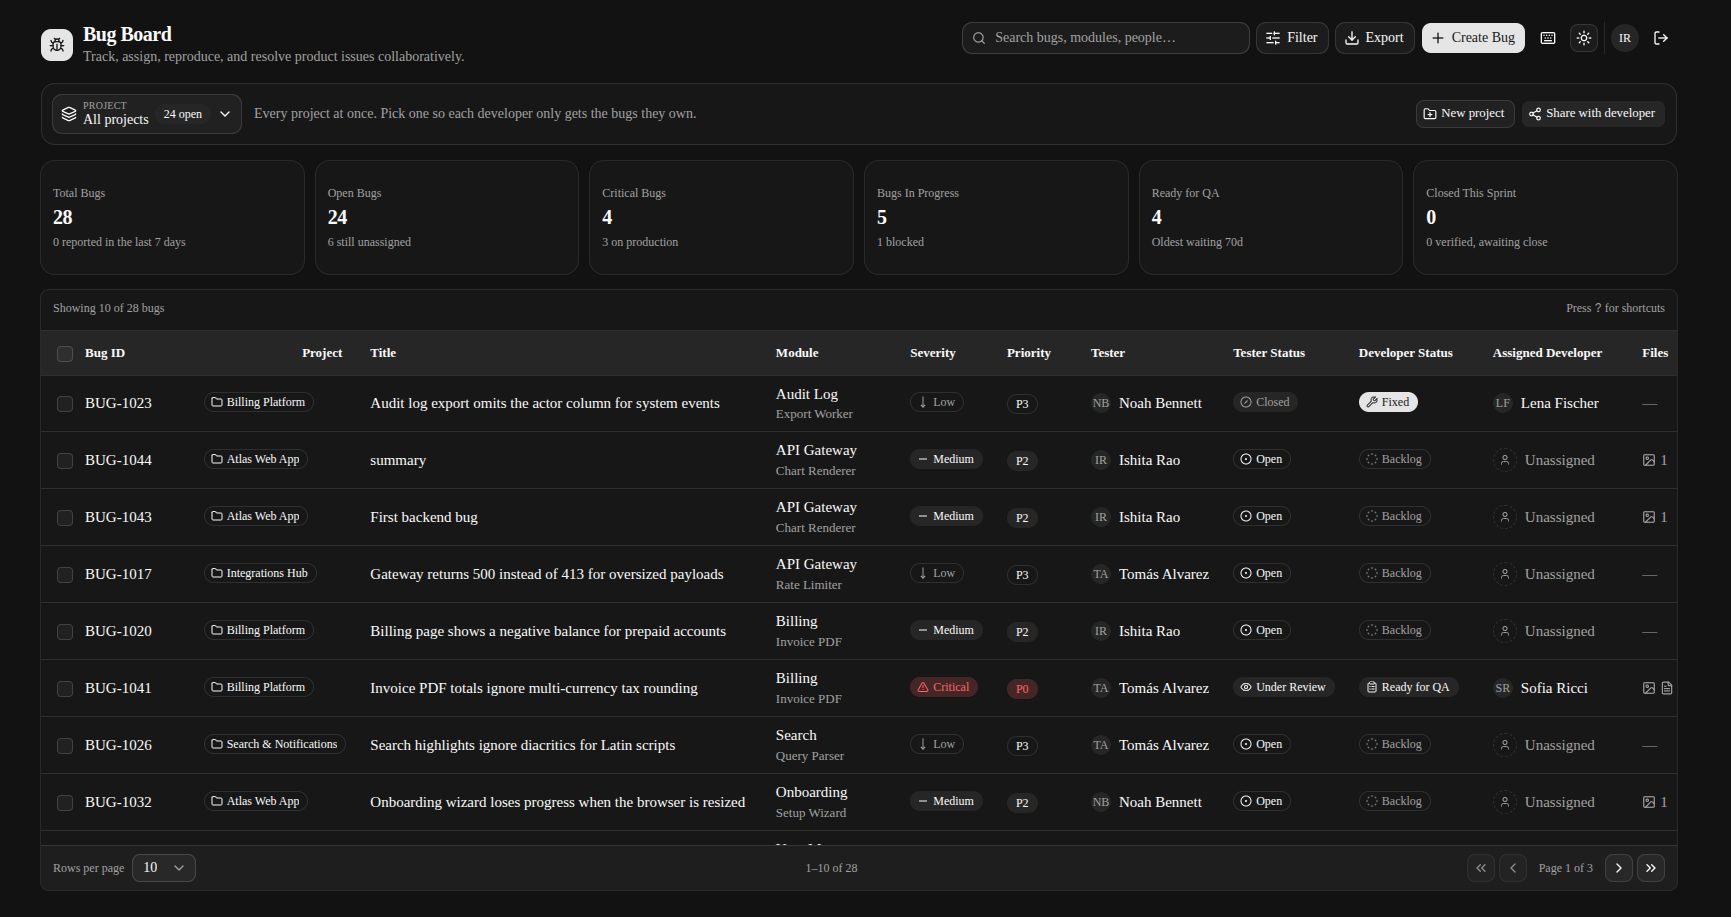 Bug Board
Track, assign, reproduce, and resolve product issues collaboratively.
Search bugs, modules, people…
Filter
Export
Create Bug
IR
PROJECT
All projects
24 open
Every project at once. Pick one so each developer only gets the bugs they own.
New project
Share with developer
Total Bugs
28
0 reported in the last 7 days
Open Bugs
24
6 still unassigned
Critical Bugs
4
3 on production
Bugs In Progress
5
1 blocked
Ready for QA
4
Oldest waiting 70d
Closed This Sprint
0
0 verified, awaiting close
Showing 10 of 28 bugs
Press ? for shortcuts
Bug ID Project Title Module Severity Priority Tester Tester Status Developer Status Assigned Developer Files
BUG-1023 Billing Platform Audit log export omits the actor column for system events Audit Log Low P3 NB Noah Bennett Closed Fixed LF Lena Fischer —
Export Worker
BUG-1044 Atlas Web App summary API Gateway Medium P2 IR Ishita Rao Open Backlog Unassigned 1
Chart Renderer
BUG-1043 Atlas Web App First backend bug API Gateway Medium P2 IR Ishita Rao Open Backlog Unassigned 1
Chart Renderer
BUG-1017 Integrations Hub Gateway returns 500 instead of 413 for oversized payloads API Gateway Low P3 TA Tomás Alvarez Open Backlog Unassigned —
Rate Limiter
BUG-1020 Billing Platform Billing page shows a negative balance for prepaid accounts Billing Medium P2 IR Ishita Rao Open Backlog Unassigned —
Invoice PDF
BUG-1041 Billing Platform Invoice PDF totals ignore multi-currency tax rounding Billing Critical P0 TA Tomás Alvarez Under Review Ready for QA SR Sofia Ricci
Invoice PDF
BUG-1026 Search & Notifications Search highlights ignore diacritics for Latin scripts Search Low P3 TA Tomás Alvarez Open Backlog Unassigned —
Query Parser
BUG-1032 Atlas Web App Onboarding wizard loses progress when the browser is resized Onboarding Medium P2 NB Noah Bennett Open Backlog Unassigned 1
Setup Wizard
Rows per page 10
1–10 of 28
Page 1 of 3